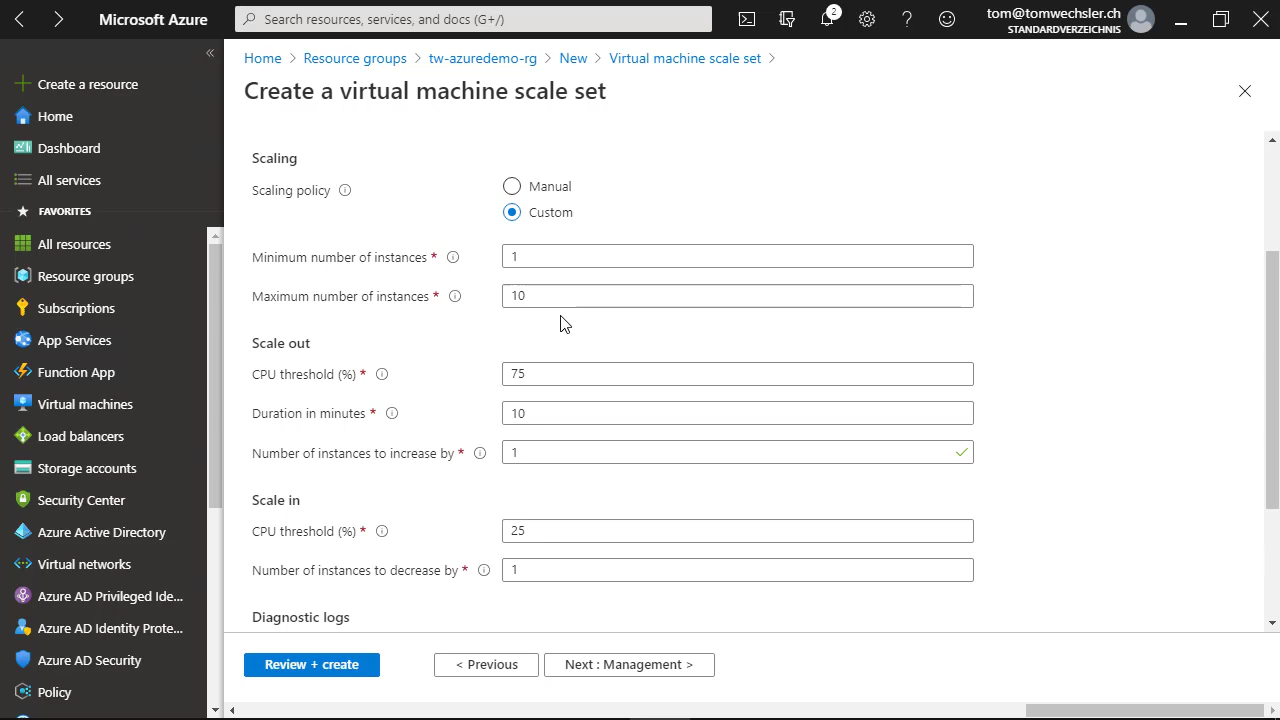 Microsoft Azure
Search resources, services, and docs (G+/)
2
tom@tomwechsler.ch
STANDARDVERZEICHNIS
Create a resource
Home
Dashboard
All services
FAVORITES
All resources
Resource groups
Subscriptions
App Services
Function App
Virtual machines
Load balancers
Storage accounts
Security Center
Azure Active Directory
Virtual networks
Azure AD Privileged Ide...
Azure AD Identity Prote...
Azure AD Security
Policy
Home > Resource groups > tw-azuredemo-rg > New > Virtual machine scale set >
Create a virtual machine scale set
Scaling
Scaling policy
Manual
Custom
Minimum number of instances * 1
Maximum number of instances * 10
Scale out
CPU threshold (%) * 75
Duration in minutes * 10
Number of instances to increase by * 1
Scale in
CPU threshold (%) * 25
Number of instances to decrease by * 1
Diagnostic logs
Review + create
< Previous
Next : Management >